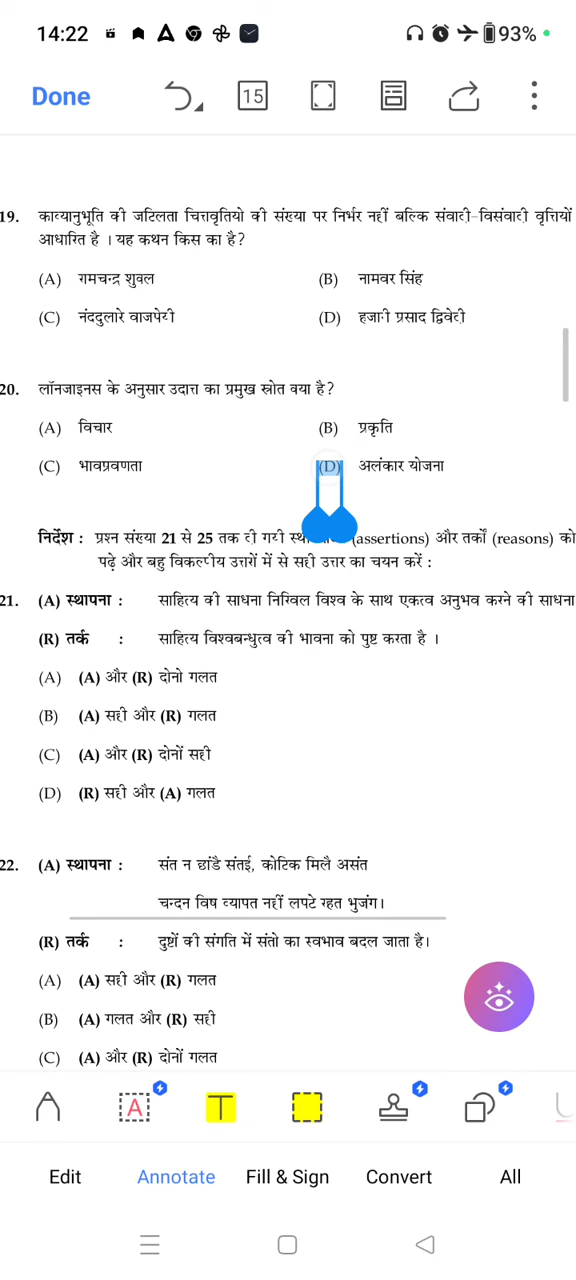 14:22
93%
Done
15
19. काव्यानुभूति की जटिलता चित्तवृतियो की संख्या पर निर्भर नहीं बल्कि संवादी-विसंवादी वृत्तियों
आधारित है । यह कथन किस का है?
(A) रामचन्द्र शुक्ल (B) नामवर सिंह
(C) नंददुलारे वाजपेयी (D) हजारी प्रसाद द्विवेदी
20. लॉनजाइनस के अनुसार उदात्त का प्रमुख स्त्रोत क्या है?
(A) विचार (B) प्रकृति
(C) भावप्रवणता (D) अलंकार योजना
निर्देश : प्रश्न संख्या 21 से 25 तक दी गयी (assertions) और तर्कों (reasons) को
पढ़े और बहु विकल्पीय उत्तरों में से सही उत्तर का चयन करें :
21. (A) स्थापना : साहित्य की साधना निखिल विश्व के साथ एकत्व अनुभव करने की साधना
(R) तर्क : साहित्य विश्वबन्धुत्व की भावना को पुष्ट करता है ।
(A) (A) और (R) दोनो गलत
(B) (A) सही और (R) गलत
(C) (A) और (R) दोनों सही
(D) (R) सही और (A) गलत
22. (A) स्थापना : संत न छांडै संतई, कोटिक मिलै असंत
चन्दन विष व्यापत नहीं लपटे रहत भुजंग।
(R) तर्क : दुष्टों की संगति में संतो का स्वभाव बदल जाता है।
(A) (A) सही और (R) गलत
(B) (A) गलत और (R) सही
(C) (A) और (R) दोनों गलत
A T
Edit Annotate Fill & Sign Convert All